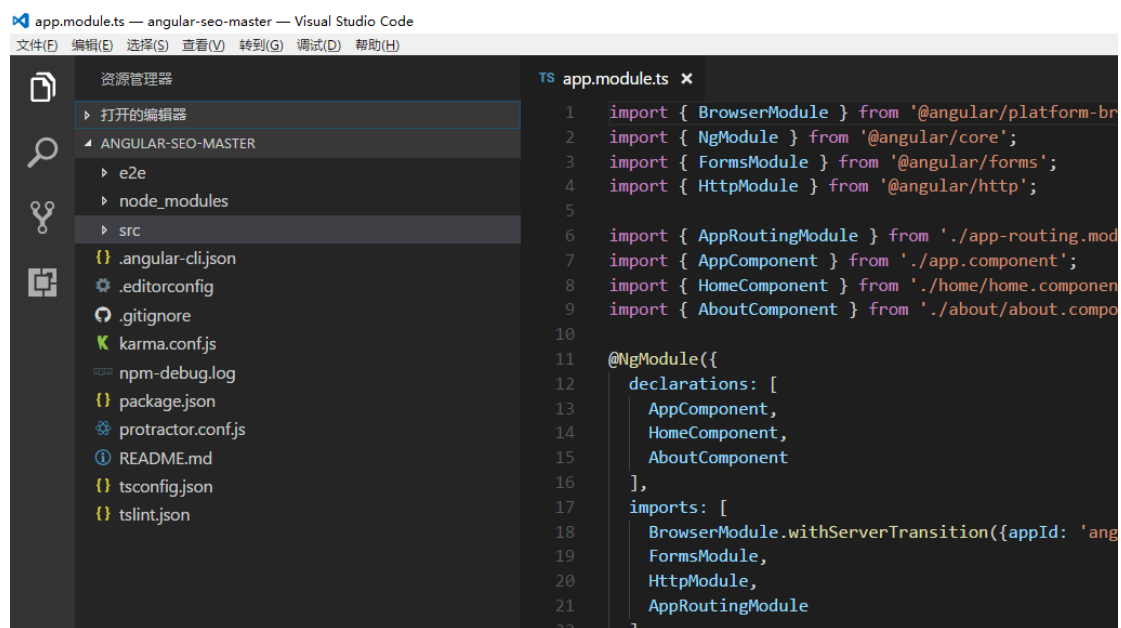 app.module.ts — angular-seo-master — Visual Studio Code
文件(F) 编辑(E) 选择(S) 查看(V) 转到(G) 调试(D) 帮助(H)
资源管理器
打开的编辑器
ANGULAR-SEO-MASTER
e2e
node_modules
src
{} .angular-cli.json
.editorconfig
.gitignore
K karma.conf.js
npm-debug.log
{} package.json
protractor.conf.js
README.md
{} tsconfig.json
{} tslint.json
TS app.module.ts ×
1 import { BrowserModule } from '@angular/platform-br
2 import { NgModule } from '@angular/core';
3 import { FormsModule } from '@angular/forms';
4 import { HttpModule } from '@angular/http';
5
6 import { AppRoutingModule } from './app-routing.mod
7 import { AppComponent } from './app.component';
8 import { HomeComponent } from './home/home.componen
9 import { AboutComponent } from './about/about.compo
10
11 @NgModule({
12 declarations: [
13 AppComponent,
14 HomeComponent,
15 AboutComponent
16 ],
17 imports: [
18 BrowserModule.withServerTransition({appId: 'ang
19 FormsModule,
20 HttpModule,
21 AppRoutingModule